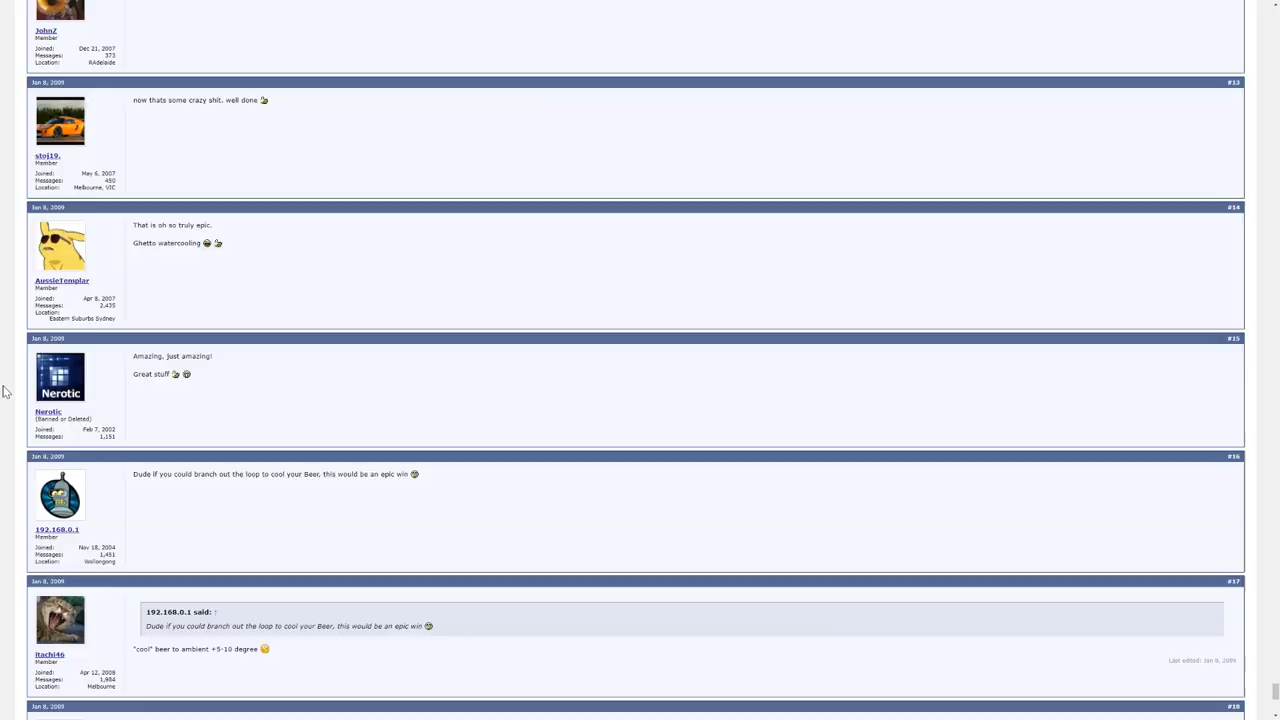 JohnZ
Member
Joined: Dec 21, 2007
Messages: 373
Location: RAdelaide
Jan 8, 2009 #13
now thats some crazy shit. well done
stoj19.
Member
Joined: May 6, 2007
Messages: 450
Location: Melbourne, VIC
Jan 8, 2009 #14
That is oh so truly epic.
Ghetto watercooling
AussieTemplar
Member
Joined: Apr 8, 2007
Messages: 2,435
Location:
Eastern Suburbs Sydney
Jan 8, 2009 #15
Amazing, just amazing!
Great stuff
Nerotic
Nerotic
(Banned or Deleted)
Joined: Feb 7, 2002
Messages: 1,151
Jan 8, 2009 #16
Dude if you could branch out the loop to cool your Beer, this would be an epic win
192.168.0.1
Member
Joined: Nov 18, 2004
Messages: 1,451
Location: Wollongong
Jan 8, 2009 #17
192.168.0.1 said: ↑
Dude if you could branch out the loop to cool your Beer, this would be an epic win
"cool" beer to ambient +5-10 degree
Last edited: Jan 8, 2009
itachi46
Member
Joined: Apr 12, 2008
Messages: 1,984
Location: Melbourne
Jan 8, 2009 #18